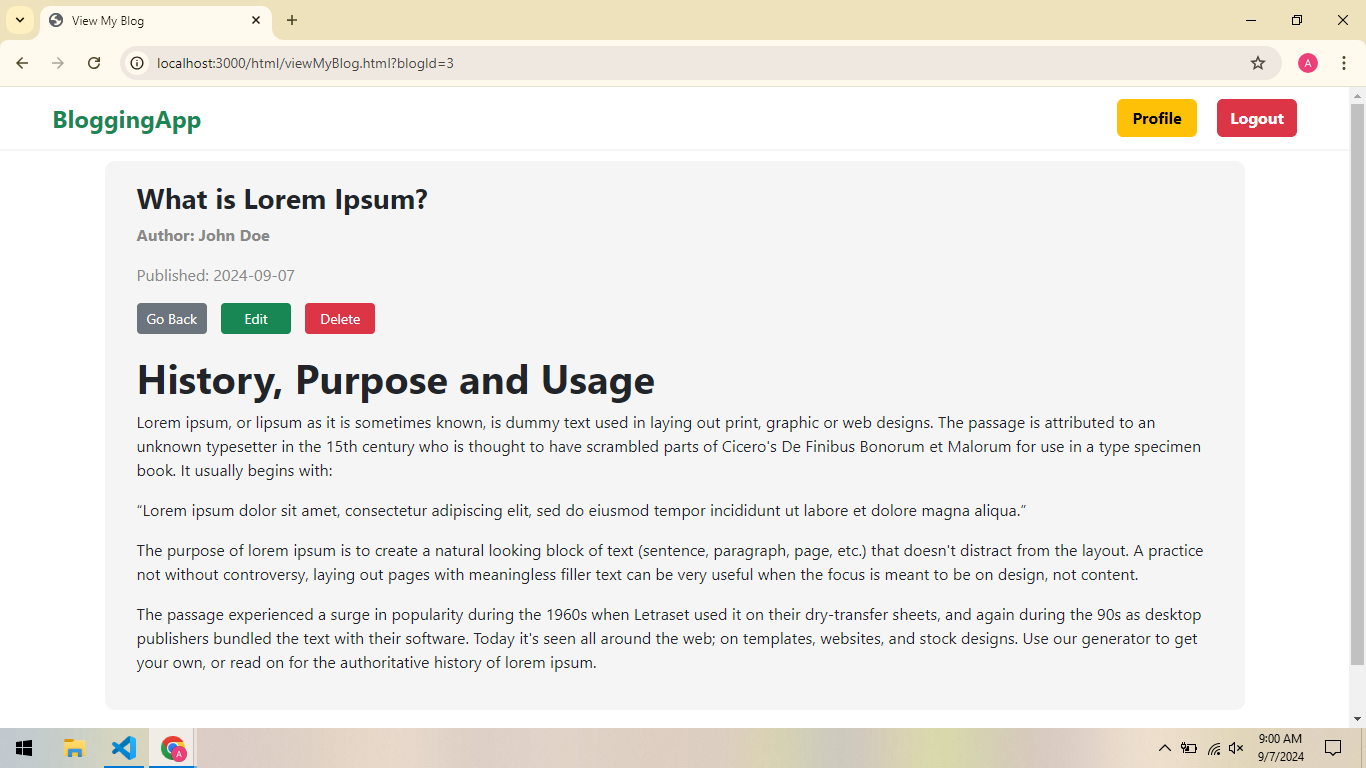 View My Blog
localhost:3000/html/viewMyBlog.html?blogId=3
A
BloggingApp
Profile
Logout
What is Lorem Ipsum?
Author: John Doe
Published: 2024-09-07
Go Back
Edit
Delete
History, Purpose and Usage
Lorem ipsum, or lipsum as it is sometimes known, is dummy text used in laying out print, graphic or web designs. The passage is attributed to an
unknown typesetter in the 15th century who is thought to have scrambled parts of Cicero's De Finibus Bonorum et Malorum for use in a type specimen
book. It usually begins with:
“Lorem ipsum dolor sit amet, consectetur adipiscing elit, sed do eiusmod tempor incididunt ut labore et dolore magna aliqua.”
The purpose of lorem ipsum is to create a natural looking block of text (sentence, paragraph, page, etc.) that doesn't distract from the layout. A practice
not without controversy, laying out pages with meaningless filler text can be very useful when the focus is meant to be on design, not content.
The passage experienced a surge in popularity during the 1960s when Letraset used it on their dry-transfer sheets, and again during the 90s as desktop
publishers bundled the text with their software. Today it's seen all around the web; on templates, websites, and stock designs. Use our generator to get
your own, or read on for the authoritative history of lorem ipsum.
A
9:00 AM
9/7/2024